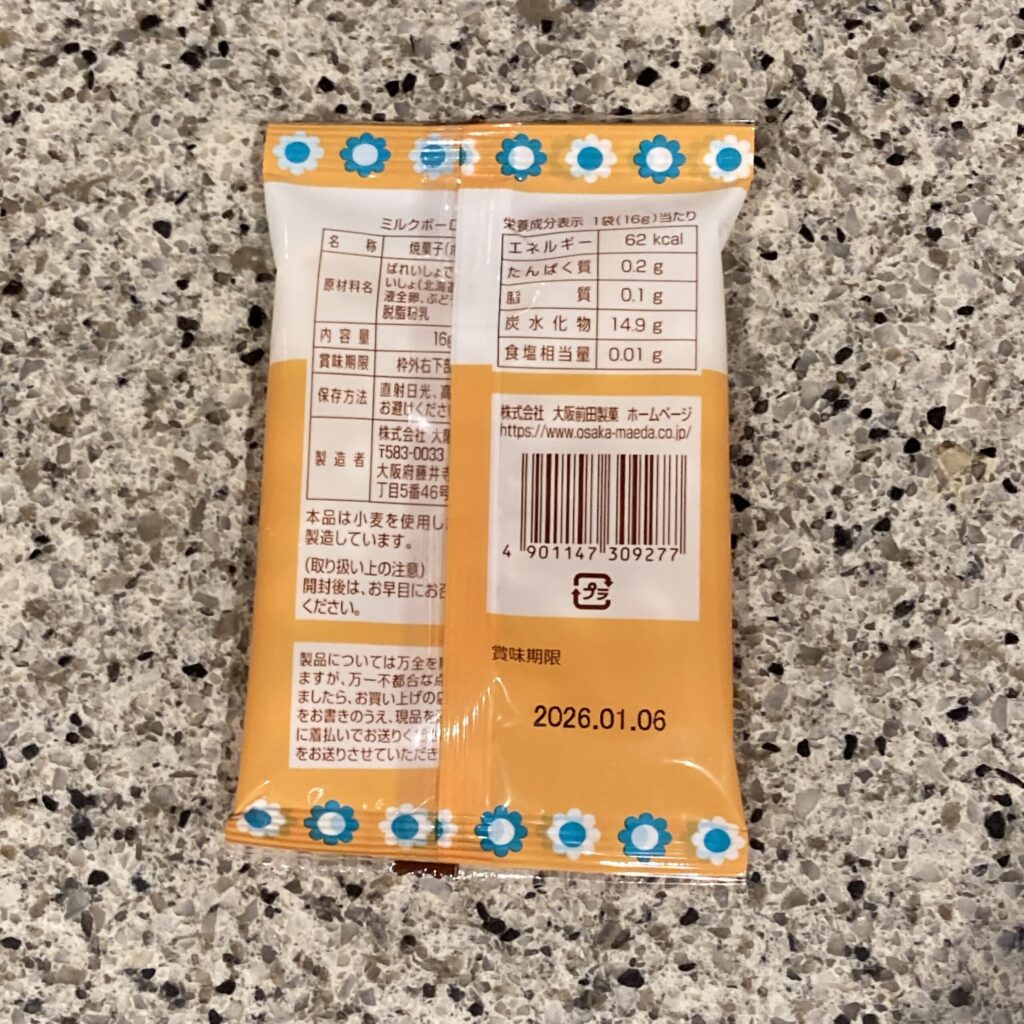 ミルクボーロ
名称 焼菓子(ボ
原材料名 ばれいしょで
いしょ(北海道
液全卵、ぶど
脱脂粉乳
内容量 16g
賞味期限 枠外右下部
保存方法 直射日光、高
お避けください
製造者 株式会社 大阪
〒583-0033
大阪府藤井寺
丁目5番46号
本品は小麦を使用し
製造しています。
(取り扱い上の注意)
開封後は、お早目にお召
ください。
製品については万全を
ますが、万一不都合な点
ましたら、お買い上げの店
をお書きのうえ、現品を
に着払いでお送りく
をお送りさせていただき
栄養成分表示 1袋(16g)当たり
エネルギー 62 kcal
たんぱく質 0.2 g
脂質 0.1 g
炭水化物 14.9 g
食塩相当量 0.01 g
株式会社 大阪前田製菓 ホームページ
https://www.osaka-maeda.co.jp/
4 901147 309277
プラ
賞味期限
2026.01.06